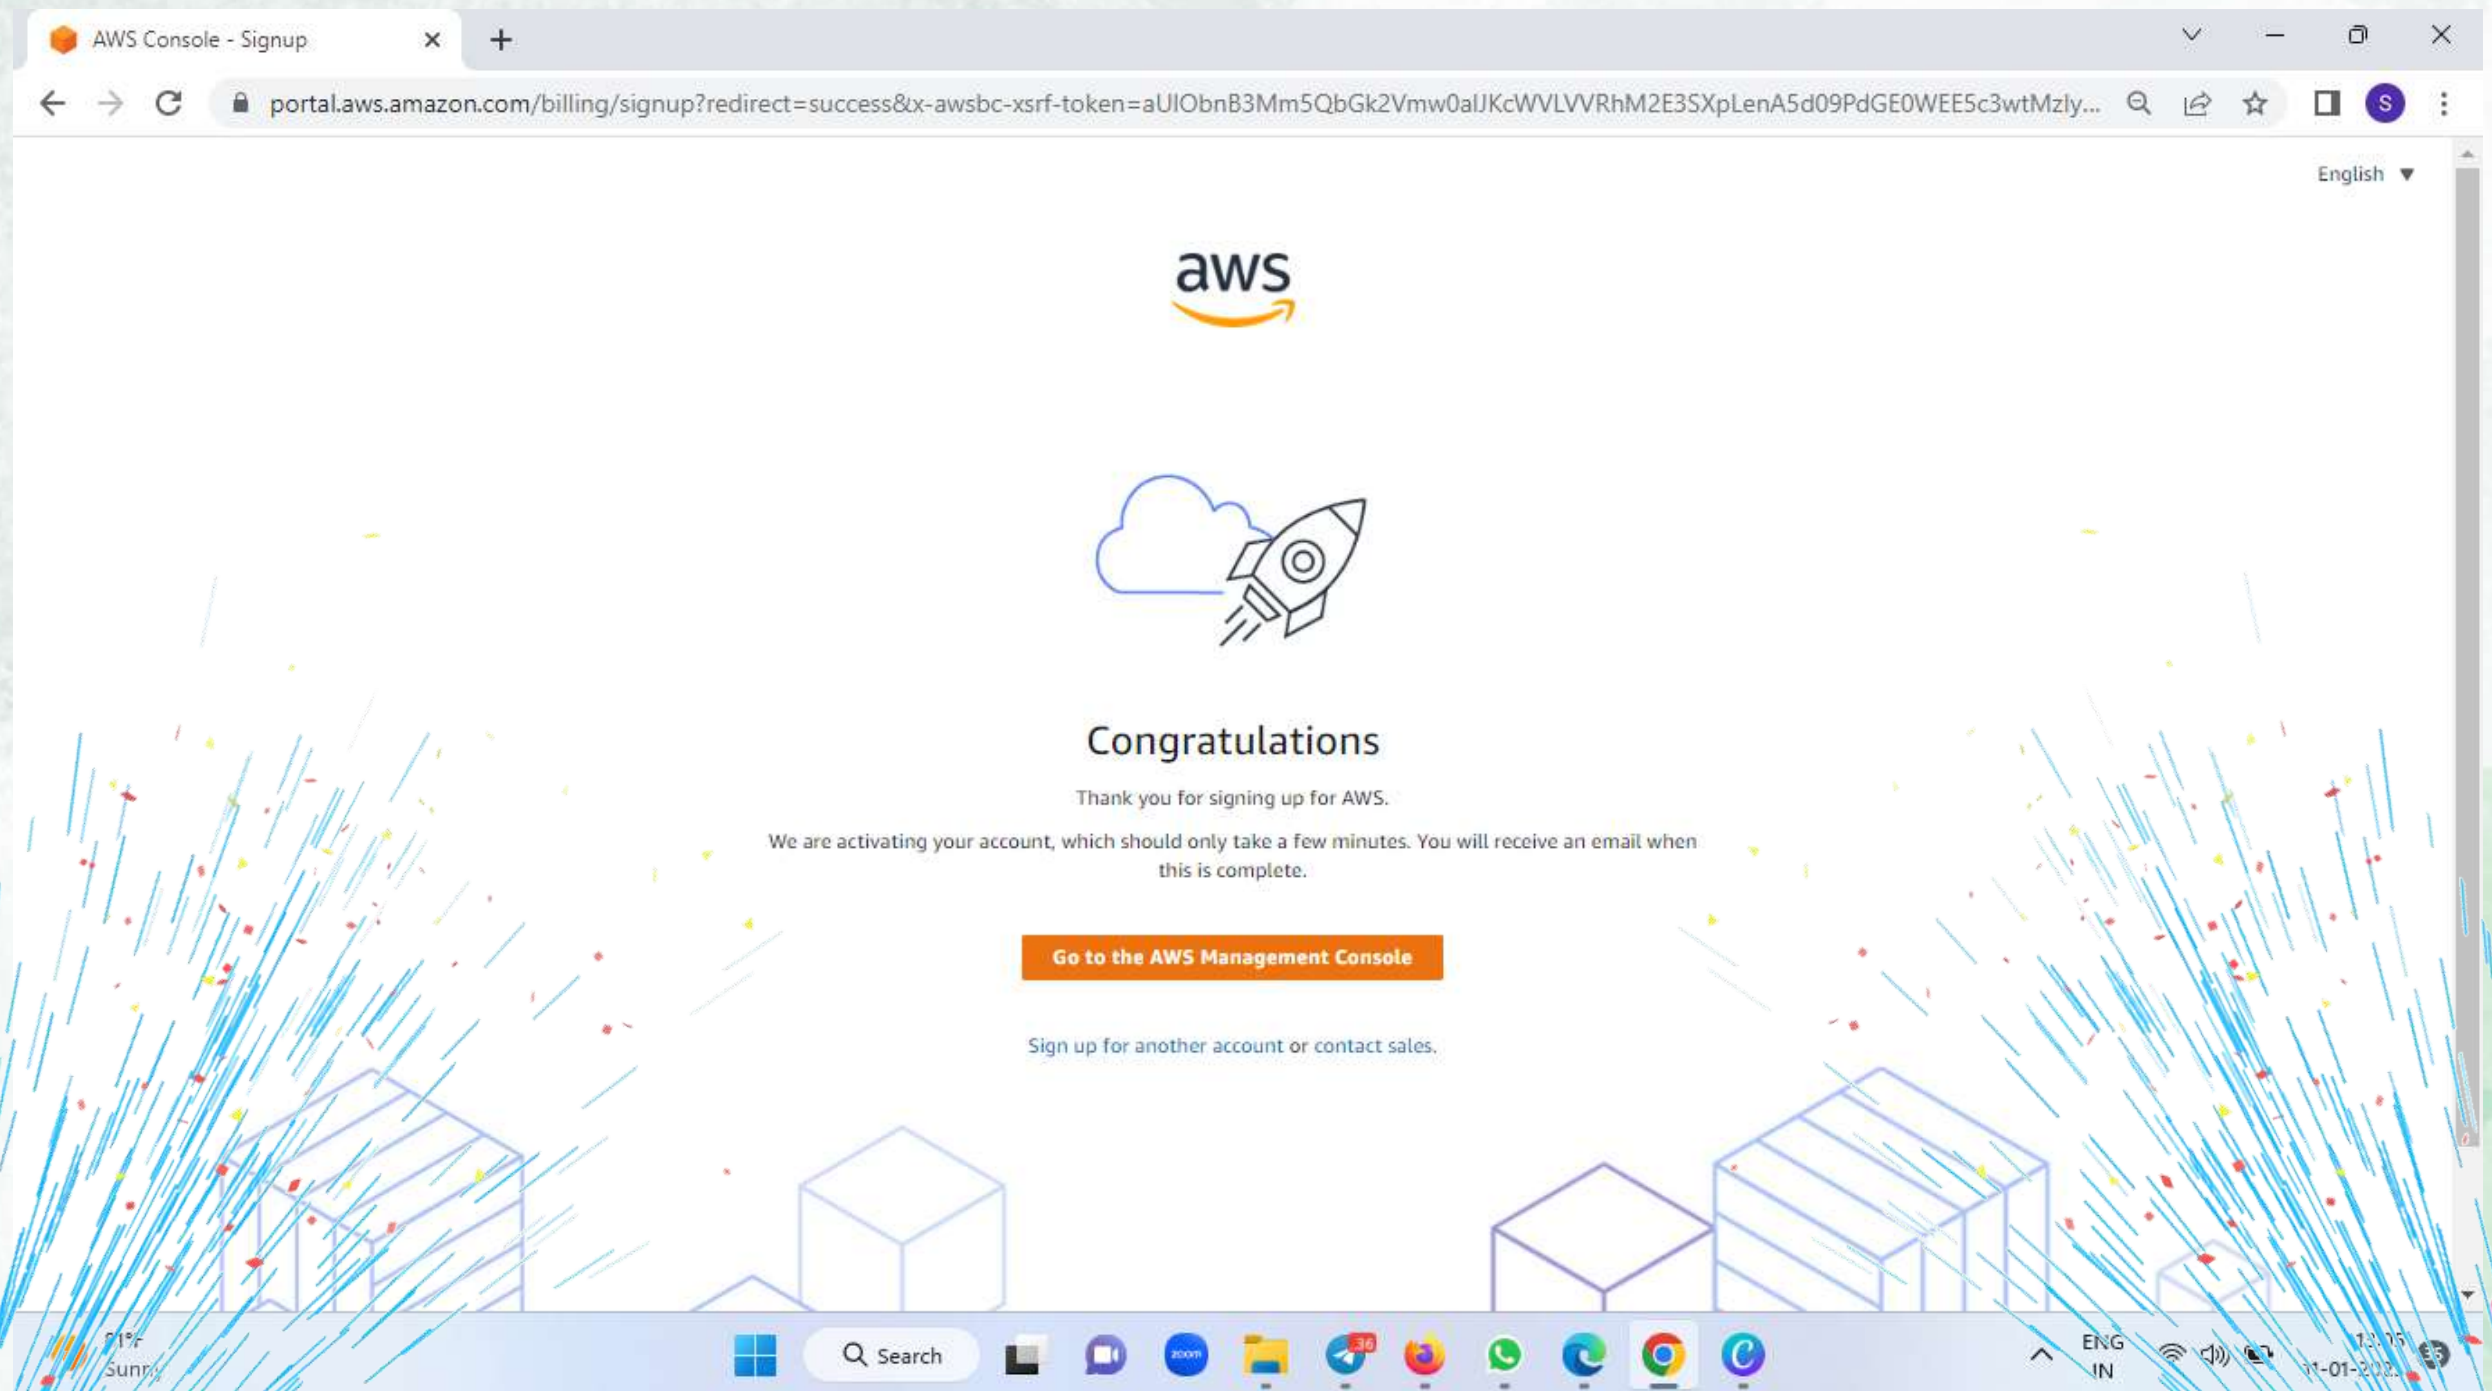 AWS Console - Signup
portal.aws.amazon.com/billing/signup?redirect=success&x-awsbc-xsrf-token=aUlObnB3Mm5QbGk2Vmw0alJKcWVLVVRhM2E3SXpLenA5d09PdGE0WEE5c3wtMzly...
S
English
aws
Congratulations
Thank you for signing up for AWS.
We are activating your account, which should only take a few minutes. You will receive an email when
this is complete.
Go to the AWS Management Console
Sign up for another account or contact sales.
Sunny
Search
zoom
36
ENG
IN